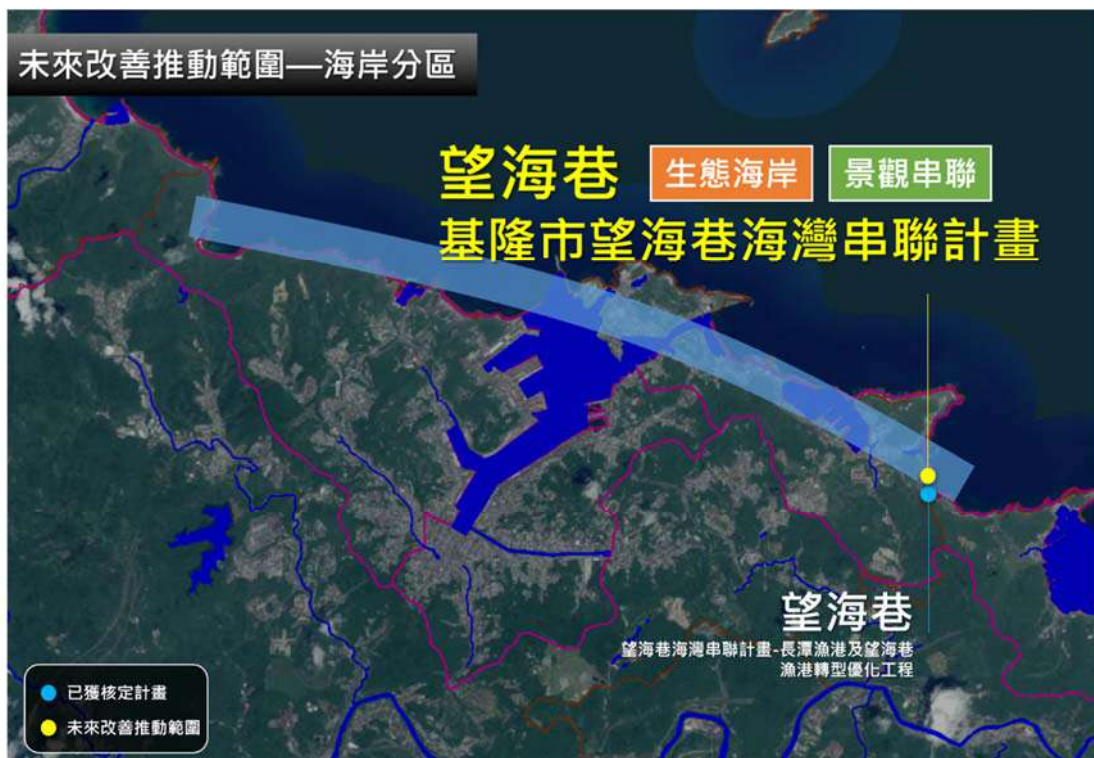 未來改善推動範圍—海岸分區
望海巷 生態海岸 景觀串聯
基隆市望海巷海灣串聯計畫
望海巷
望海巷海灣串聯計畫-長潭漁港及望海巷
漁港轉型優化工程
已獲核定計畫
未來改善推動範圍